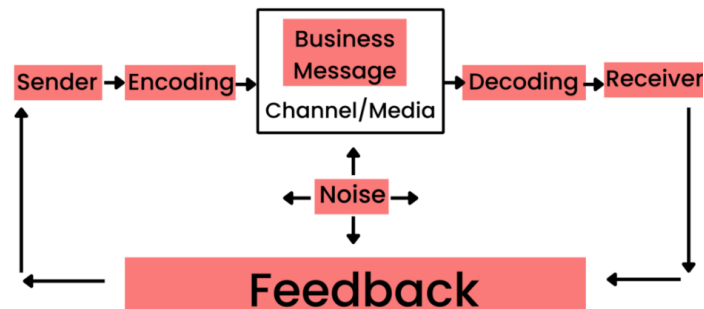 Business
Message
Sender
Encoding
Decoding
Receiver
Channel/Media
Noise
Feedback